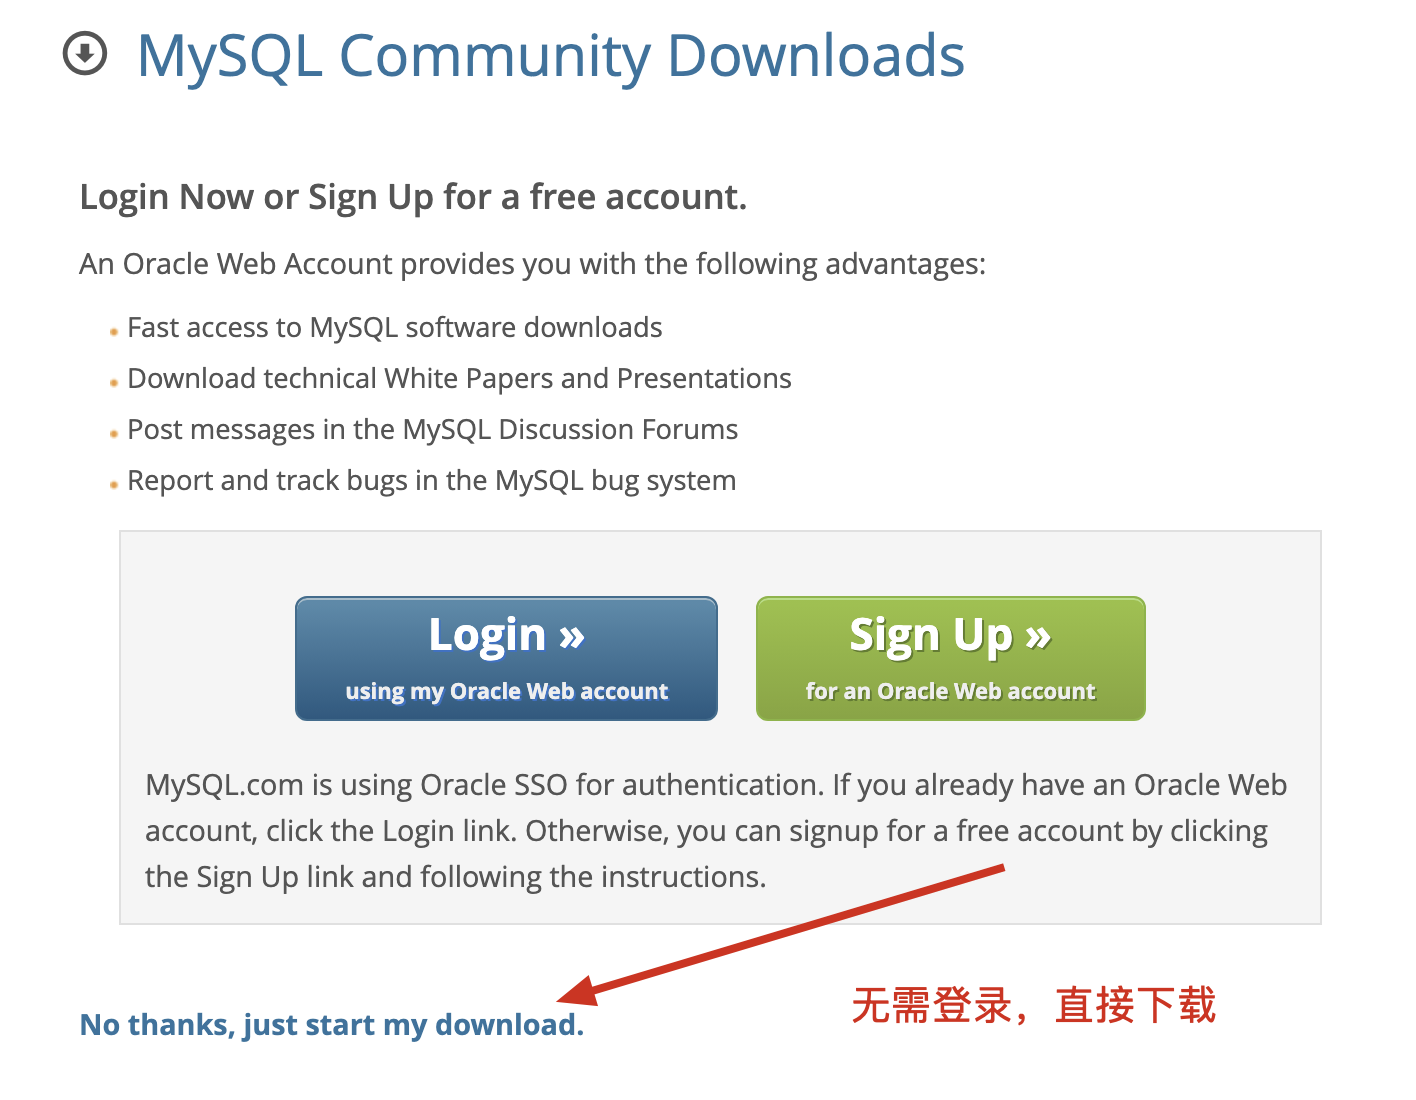 MySQL Community Downloads
Login Now or Sign Up for a free account.
An Oracle Web Account provides you with the following advantages:
Fast access to MySQL software downloads
Download technical White Papers and Presentations
Post messages in the MySQL Discussion Forums
Report and track bugs in the MySQL bug system
Login »
using my Oracle Web account
Sign Up »
for an Oracle Web account
MySQL.com is using Oracle SSO for authentication. If you already have an Oracle Web
account, click the Login link. Otherwise, you can signup for a free account by clicking
the Sign Up link and following the instructions.
无需登录，直接下载
No thanks, just start my download.